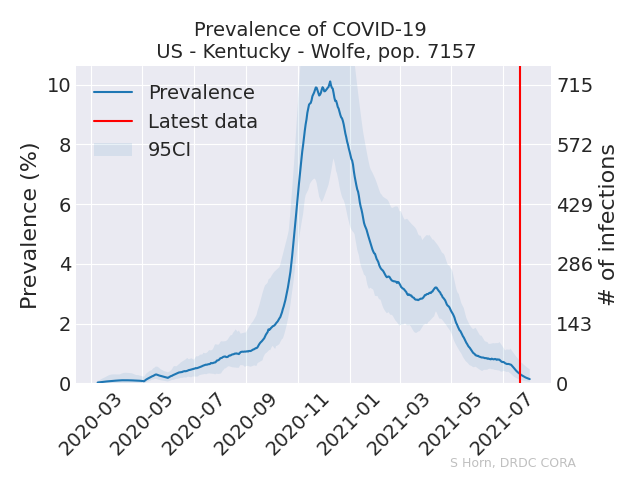 Prevalence of COVID-19
US - Kentucky - Wolfe, pop. 7157
Prevalence (%)
10
8
6
4
2
0
Prevalence
Latest data
95CI
715
572
429
286
143
0
# of infections
2020-03
2020-05
2020-07
2020-09
2020-11
2021-01
2021-03
2021-05
2021-07
S Horn, DRDC CORA